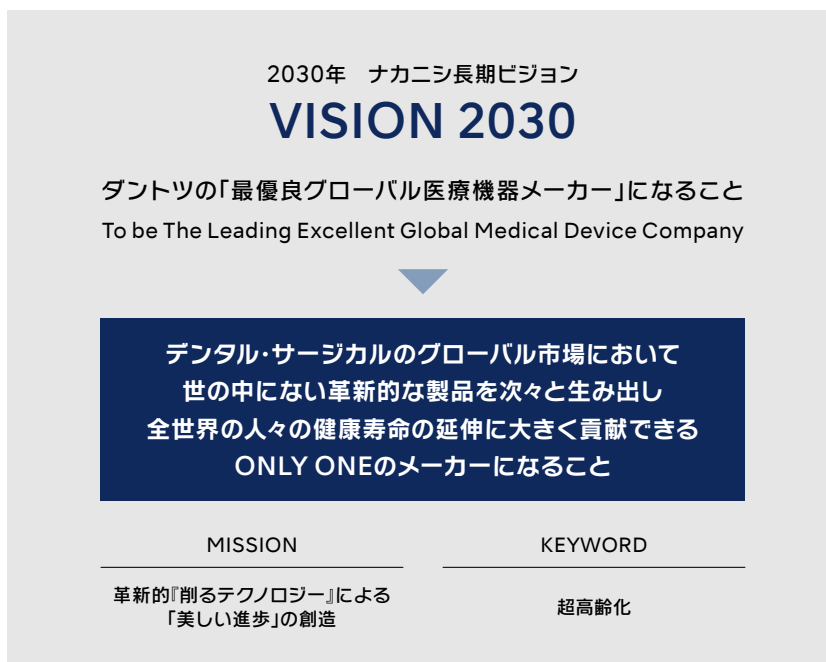 2030年　ナカニシ長期ビジョン
VISION 2030
ダントツの「最優良グローバル医療機器メーカー」になること
To be The Leading Excellent Global Medical Device Company
デンタル・サージカルのグローバル市場において
世の中にない革新的な製品を次々と生み出し
全世界の人々の健康寿命の延伸に大きく貢献できる
ONLY ONEのメーカーになること
MISSION
革新的『削るテクノロジー』による
「美しい進歩」の創造
KEYWORD
超高齢化